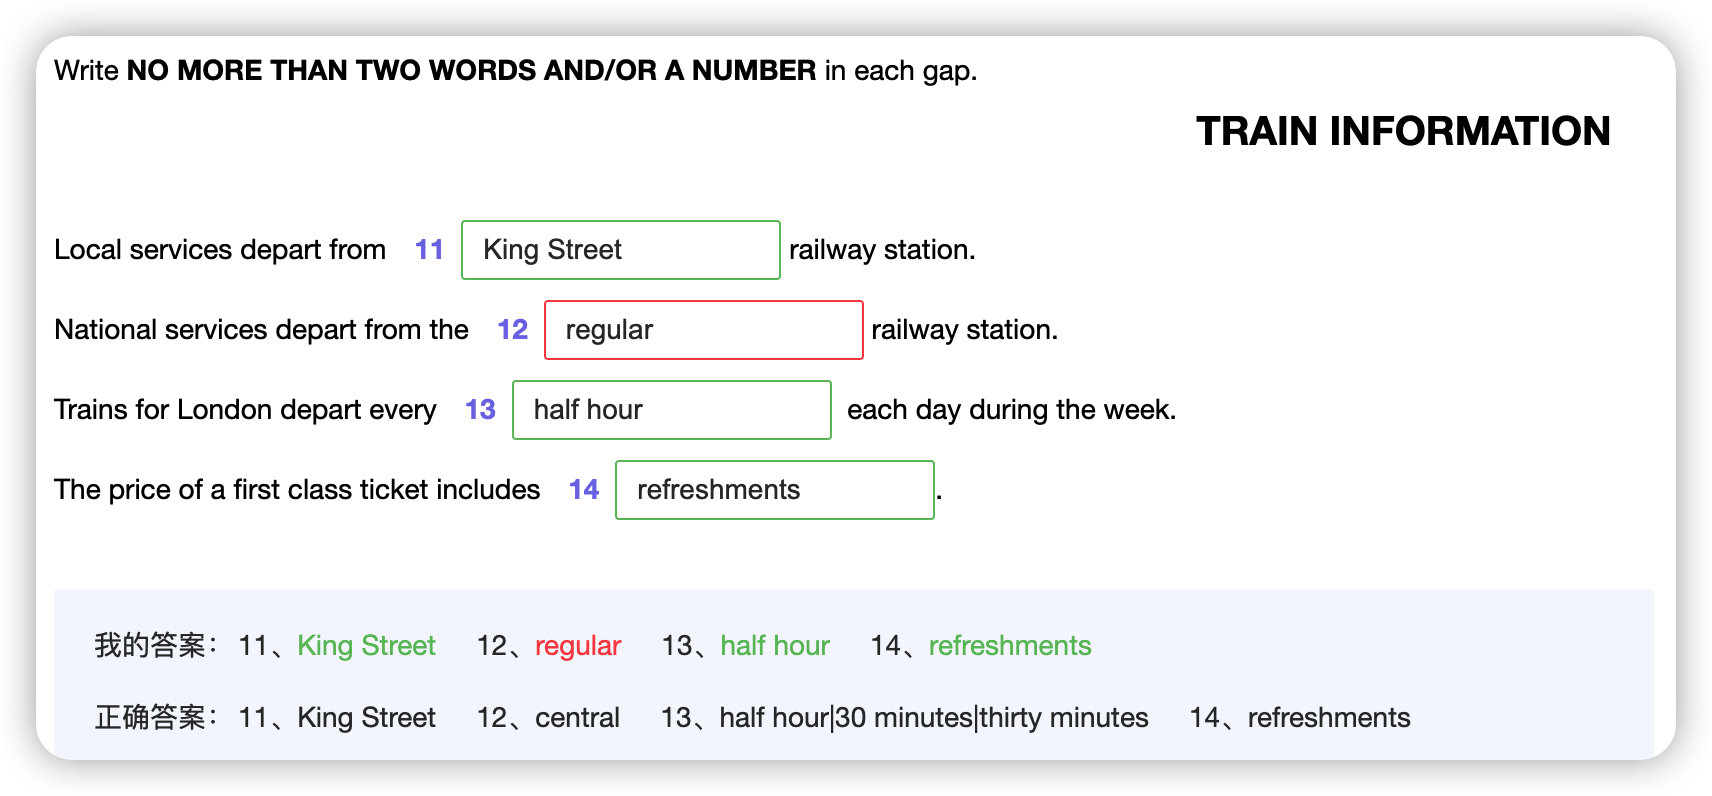 Write NO MORE THAN TWO WORDS AND/OR A NUMBER in each gap.
TRAIN INFORMATION
Local services depart from 11 King Street railway station.
National services depart from the 12 regular railway station.
Trains for London depart every 13 half hour each day during the week.
The price of a first class ticket includes 14 refreshments.
我的答案：11、King Street 12、regular 13、half hour 14、refreshments
正确答案：11、King Street 12、central 13、half hour|30 minutes|thirty minutes 14、refreshments